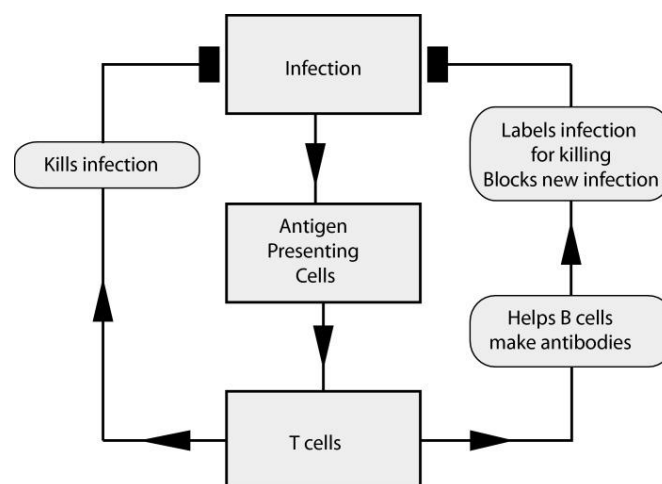 Infection
Kills infection
Labels infection
for killing
Blocks new infection
Antigen
Presenting
Cells
Helps B cells
make antibodies
T cells